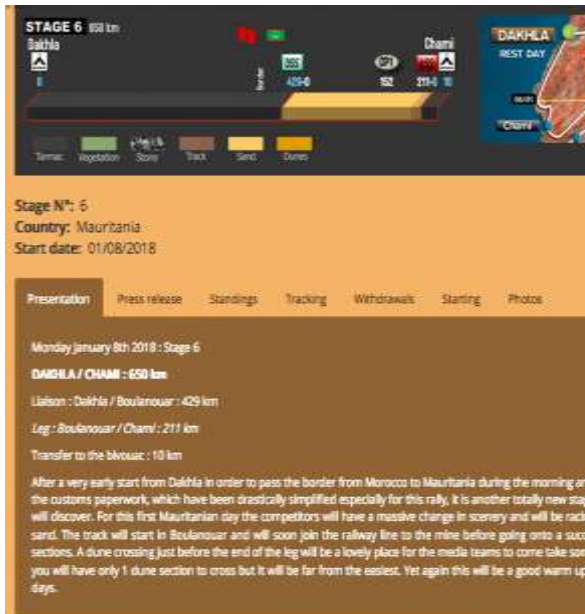 STAGE 6 650 km
Dakhla
Chami
Border
DSS
CP1
0
429-0
152
211-0 10
Tarmac Vegetation Stony Track Sand Dunes
DAKHLA
REST DAY
Chami
Stage N°: 6
Country: Mauritania
Start date: 01/08/2018
Presentation Press release Standings Tracking Withdrawals Starting Photos
Monday January 8th 2018 : Stage 6
DAKHLA / CHAMI : 650 km
Liaison : Dakhla / Boulanouar : 429 km
Leg : Boulanouar / Chami : 211 km
Transfer to the bivouac : 10 km
After a very early start from Dakhla in order to pass the border from Morocco to Mauritania during the morning an
the customs paperwork, which have been drastically simplified especially for this rally, it is another totally new stag
will discover. For this first Mauritanian day the competitors will have a massive change in scenery and will be racin
sand. The track will start in Boulanouar and will soon join the railway line to the mine before going onto a succ
sections. A dune crossing just before the end of the leg will be a lovely place for the media teams to come take som
you will have only 1 dune section to cross but it will be far from the easiest. Yet again this will be a good warm up
days.